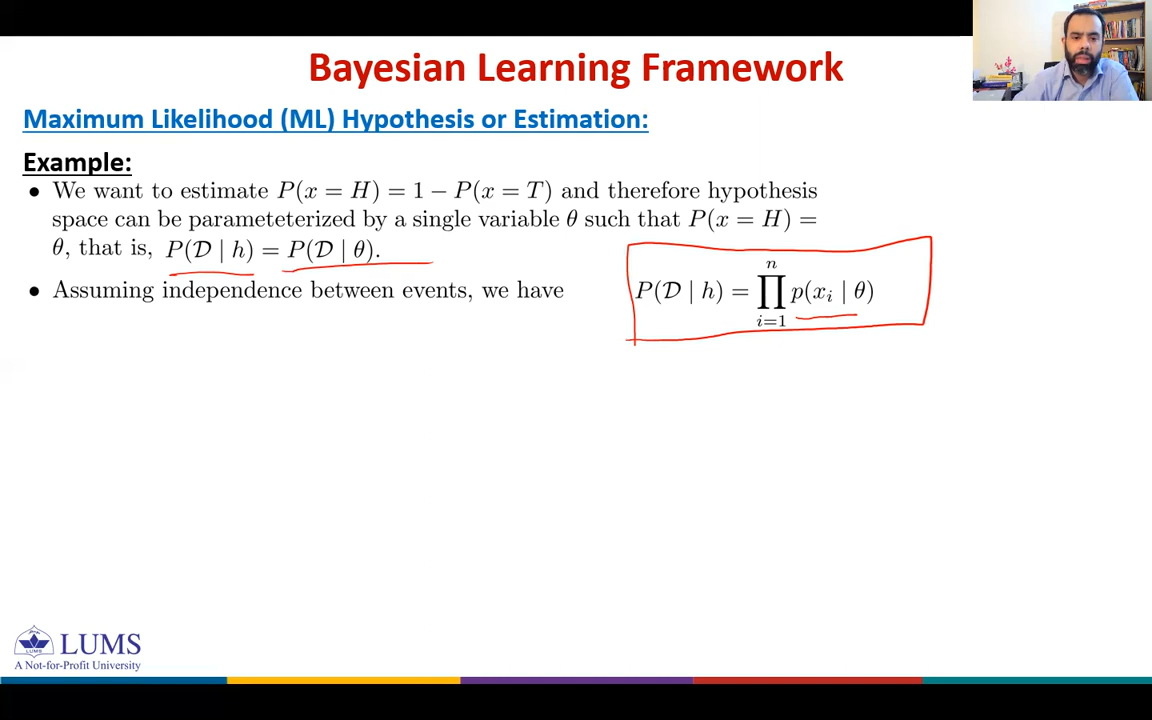 Bayesian Learning Framework
Maximum Likelihood (ML) Hypothesis or Estimation:
Example:
• We want to estimate P(x = H) = 1 − P(x = T) and therefore hypothesis
space can be parameteterized by a single variable θ such that P(x = H) =
θ, that is, P(𝒟 | h) = P(𝒟 | θ).
• Assuming independence between events, we have P(𝒟 | h) = ∏_{i=1}^{n} p(x_i | θ)
LUMS
A Not-for-Profit University